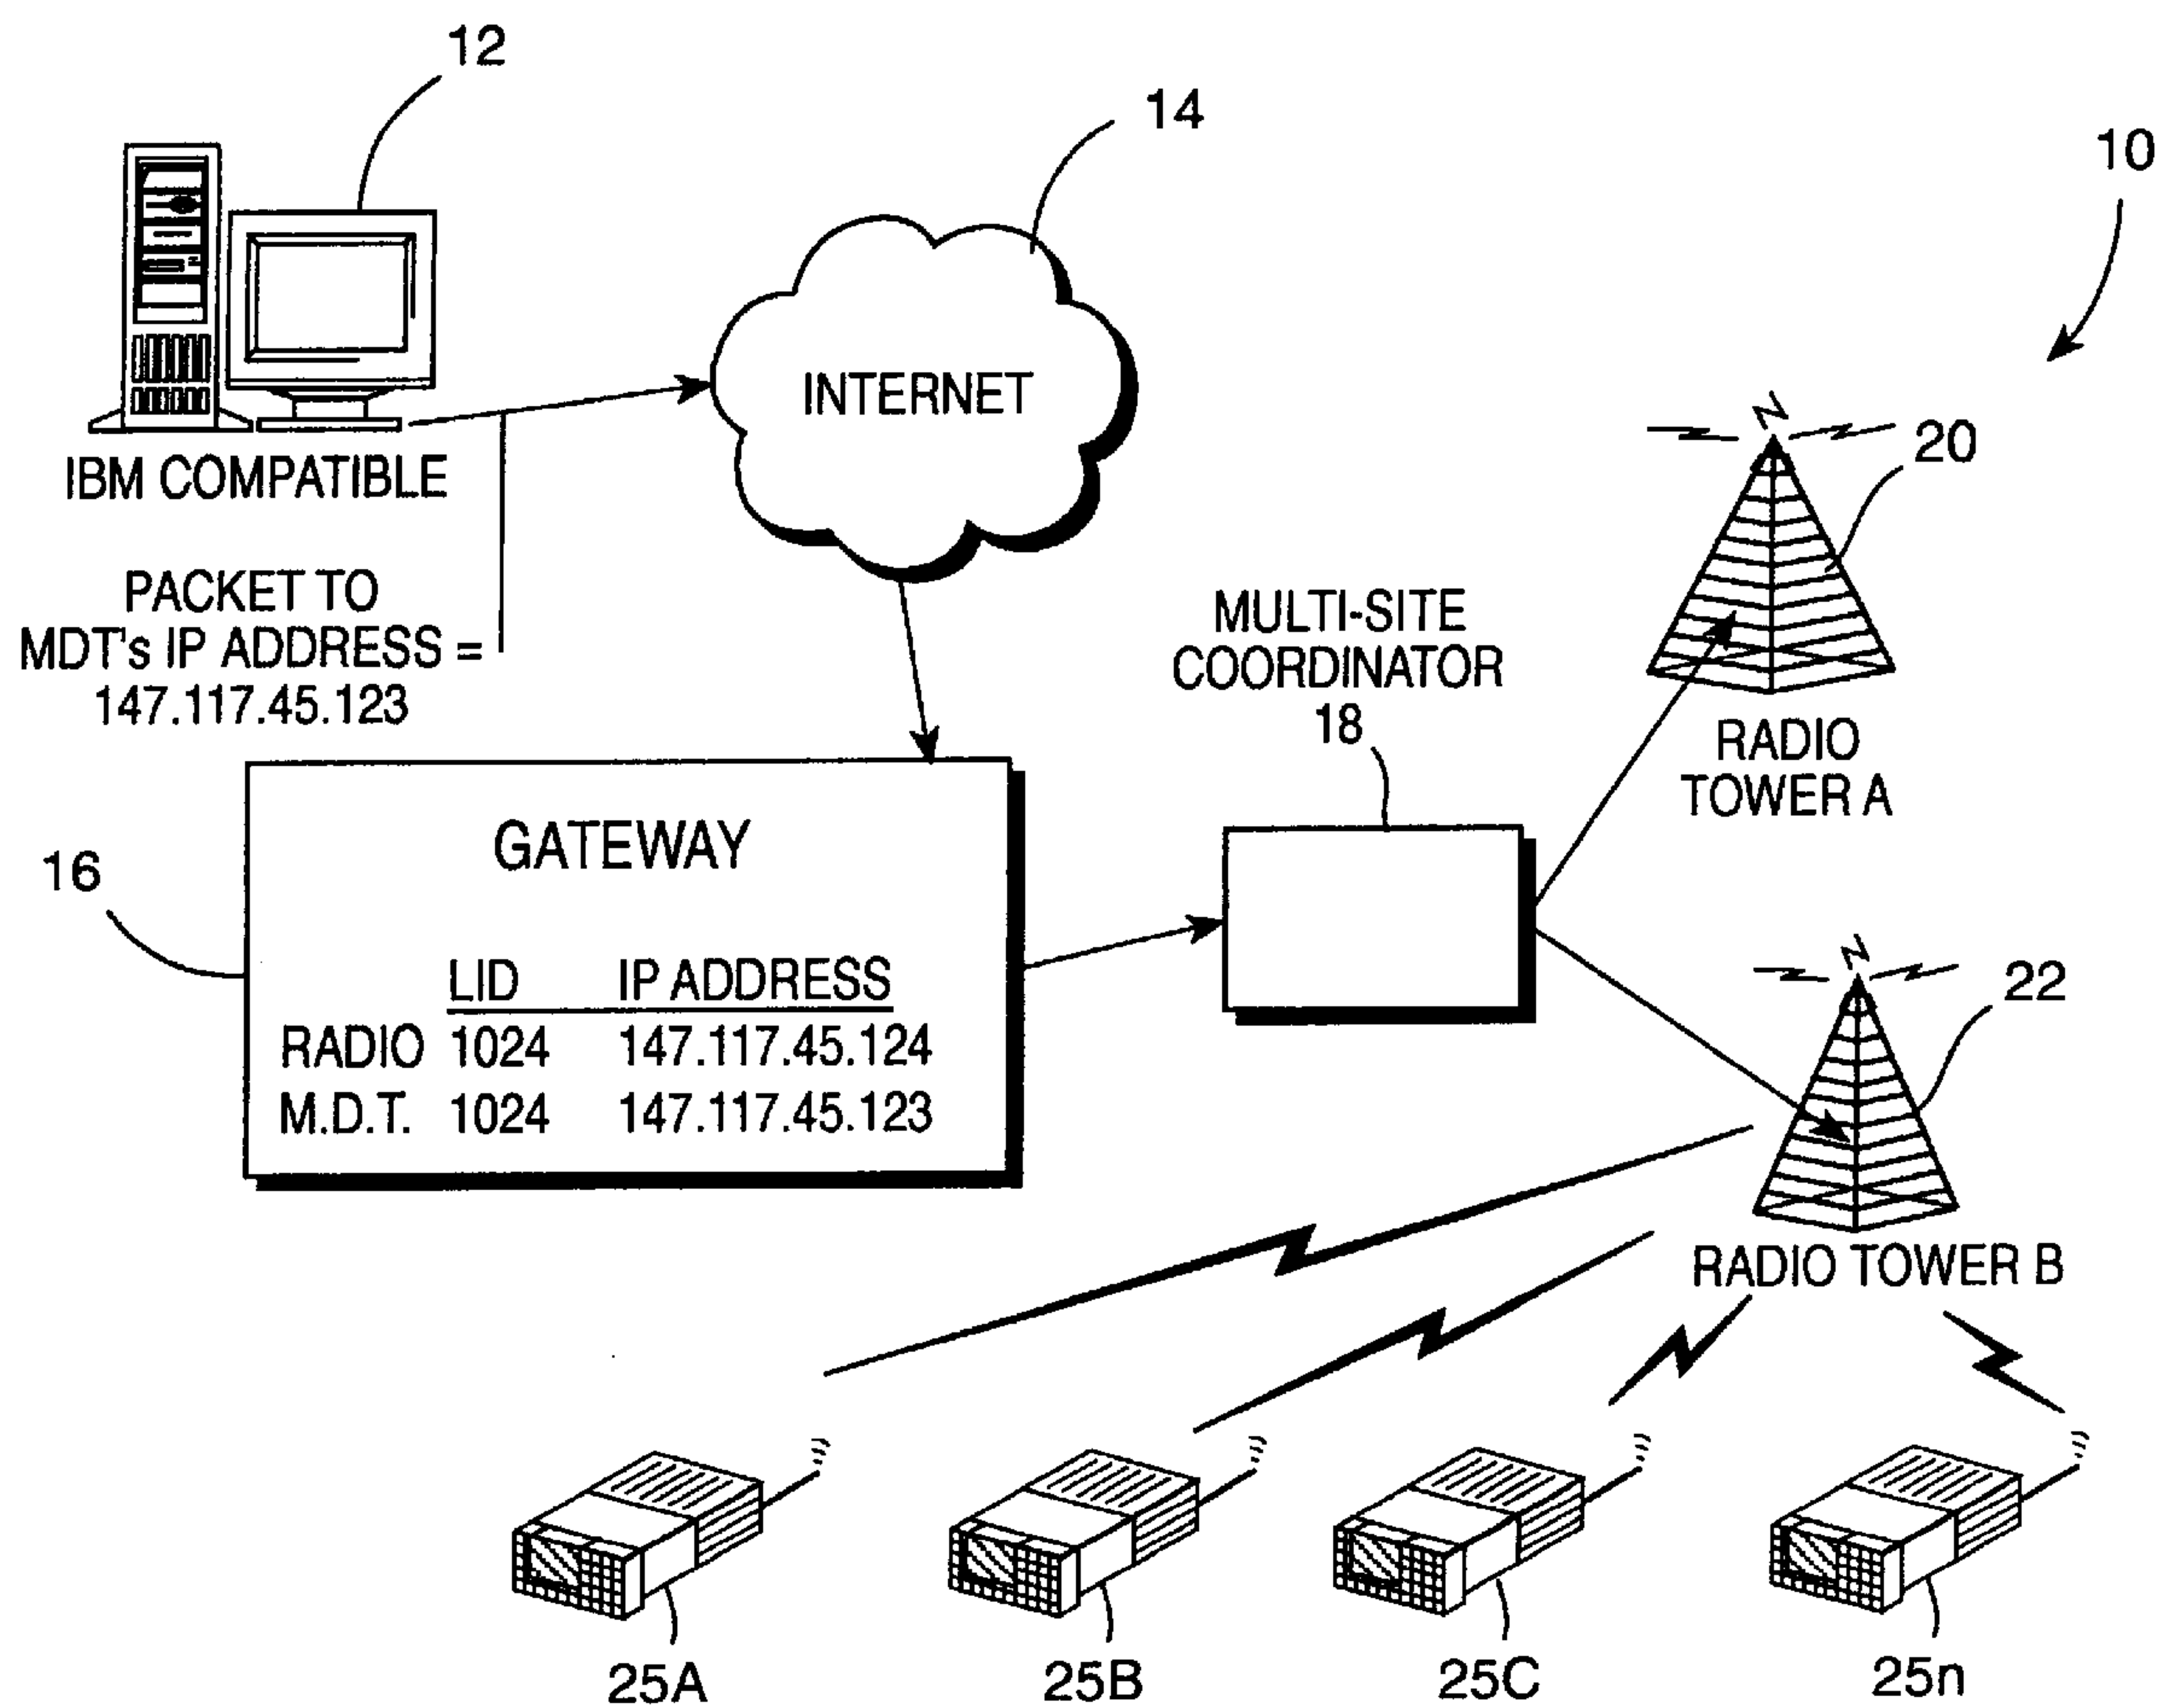 12
14
10
IBM COMPATIBLE
INTERNET
20
PACKET TO
MDT's IP ADDRESS =
147.117.45.123
MULTI-SITE
COORDINATOR
18
RADIO
TOWER A
16
GATEWAY
LID IP ADDRESS
RADIO 1024 147.117.45.124
M.D.T. 1024 147.117.45.123
22
RADIO TOWER B
25A
25B
25C
25n